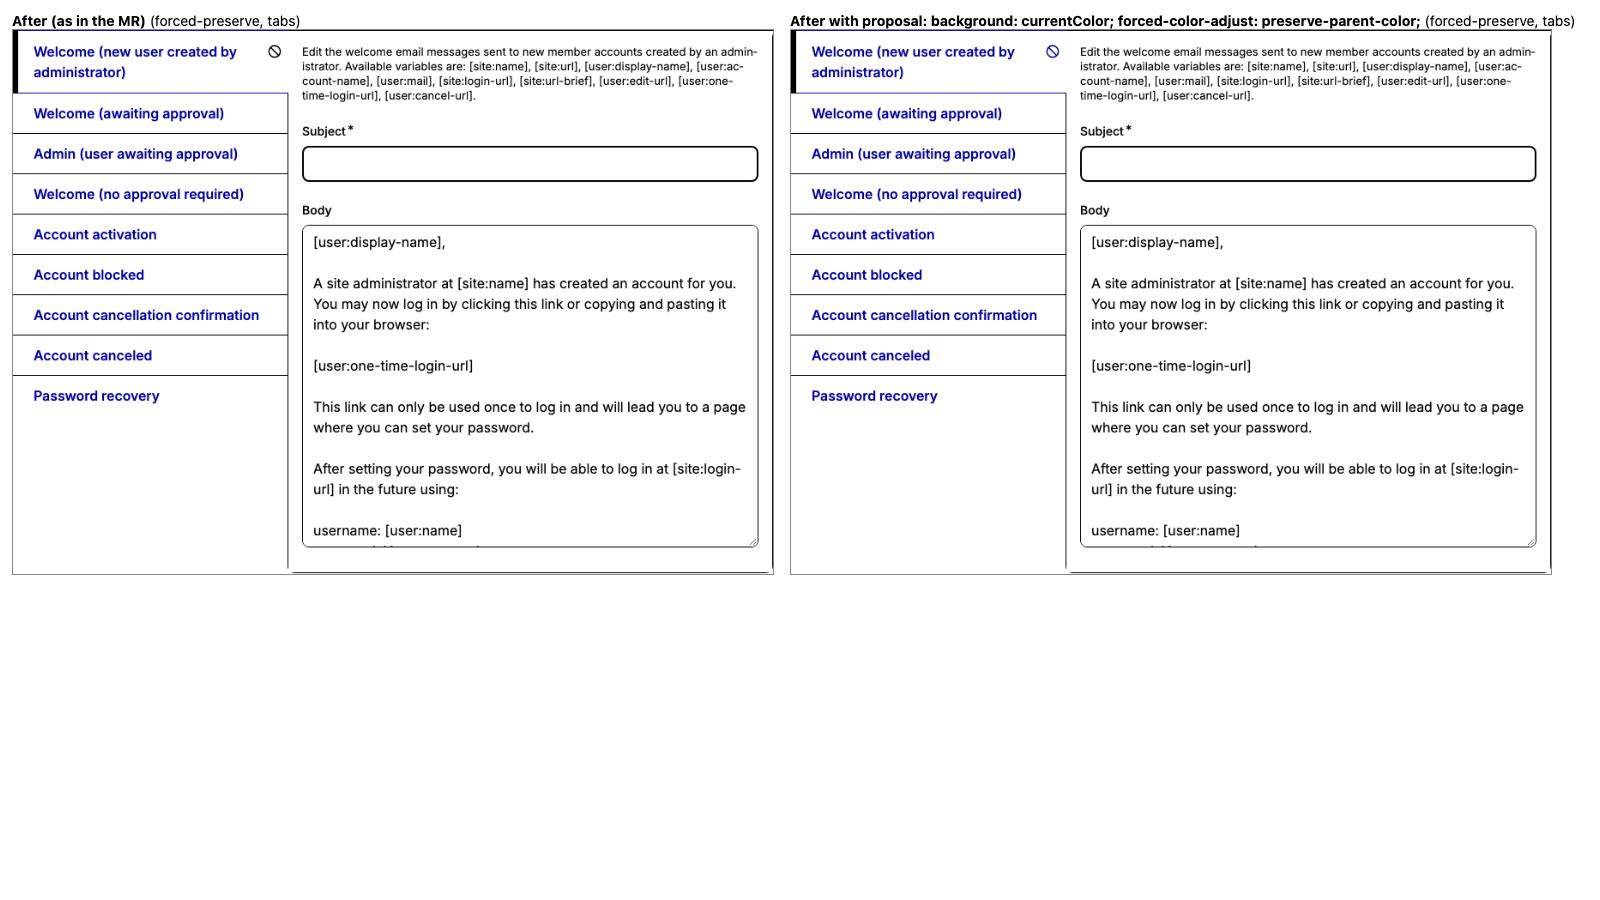 After (as in the MR) (forced-preserve, tabs)
Welcome (new user created by
administrator)
Welcome (awaiting approval)
Admin (user awaiting approval)
Welcome (no approval required)
Account activation
Account blocked
Account cancellation confirmation
Account canceled
Password recovery
Edit the welcome email messages sent to new member accounts created by an admin-
istrator. Available variables are: [site:name], [site:url], [user:display-name], [user:ac-
count-name], [user:mail], [site:login-url], [site:url-brief], [user:edit-url], [user:one-
time-login-url], [user:cancel-url].
Subject*
Body
[user:display-name],
A site administrator at [site:name] has created an account for you.
You may now log in by clicking this link or copying and pasting it
into your browser:
[user:one-time-login-url]
This link can only be used once to log in and will lead you to a page
where you can set your password.
After setting your password, you will be able to log in at [site:login-
url] in the future using:
username: [user:name]
After with proposal: background: currentColor; forced-color-adjust: preserve-parent-color; (forced-preserve, tabs)
Welcome (new user created by
administrator)
Welcome (awaiting approval)
Admin (user awaiting approval)
Welcome (no approval required)
Account activation
Account blocked
Account cancellation confirmation
Account canceled
Password recovery
Edit the welcome email messages sent to new member accounts created by an admin-
istrator. Available variables are: [site:name], [site:url], [user:display-name], [user:ac-
count-name], [user:mail], [site:login-url], [site:url-brief], [user:edit-url], [user:one-
time-login-url], [user:cancel-url].
Subject*
Body
[user:display-name],
A site administrator at [site:name] has created an account for you.
You may now log in by clicking this link or copying and pasting it
into your browser:
[user:one-time-login-url]
This link can only be used once to log in and will lead you to a page
where you can set your password.
After setting your password, you will be able to log in at [site:login-
url] in the future using:
username: [user:name]